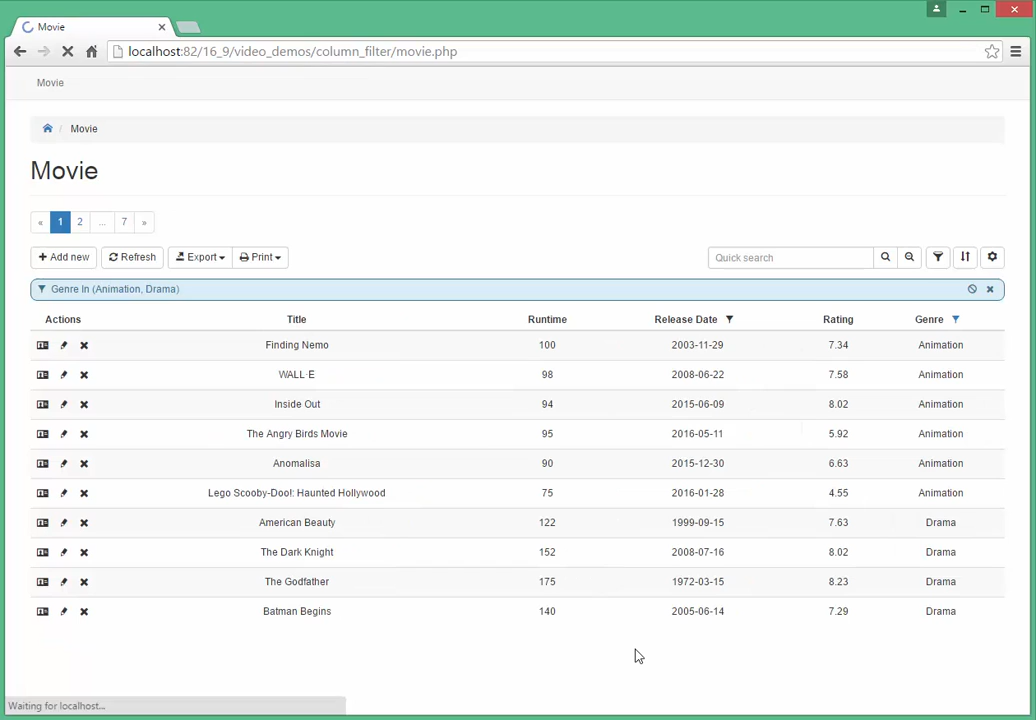 Movie
localhost:82/16_9/video_demos/column_filter/movie.php
Movie
/ Movie
Movie
« 1 2 ... 7 »
Add new Refresh Export Print Quick search
Genre In (Animation, Drama)
Actions Title Runtime Release Date Rating Genre
Finding Nemo 100 2003-11-29 7.34 Animation
WALL·E 98 2008-06-22 7.58 Animation
Inside Out 94 2015-06-09 8.02 Animation
The Angry Birds Movie 95 2016-05-11 5.92 Animation
Anomalisa 90 2015-12-30 6.63 Animation
Lego Scooby-Doo!: Haunted Hollywood 75 2016-01-28 4.55 Animation
American Beauty 122 1999-09-15 7.63 Drama
The Dark Knight 152 2008-07-16 8.02 Drama
The Godfather 175 1972-03-15 8.23 Drama
Batman Begins 140 2005-06-14 7.29 Drama
Waiting for localhost...